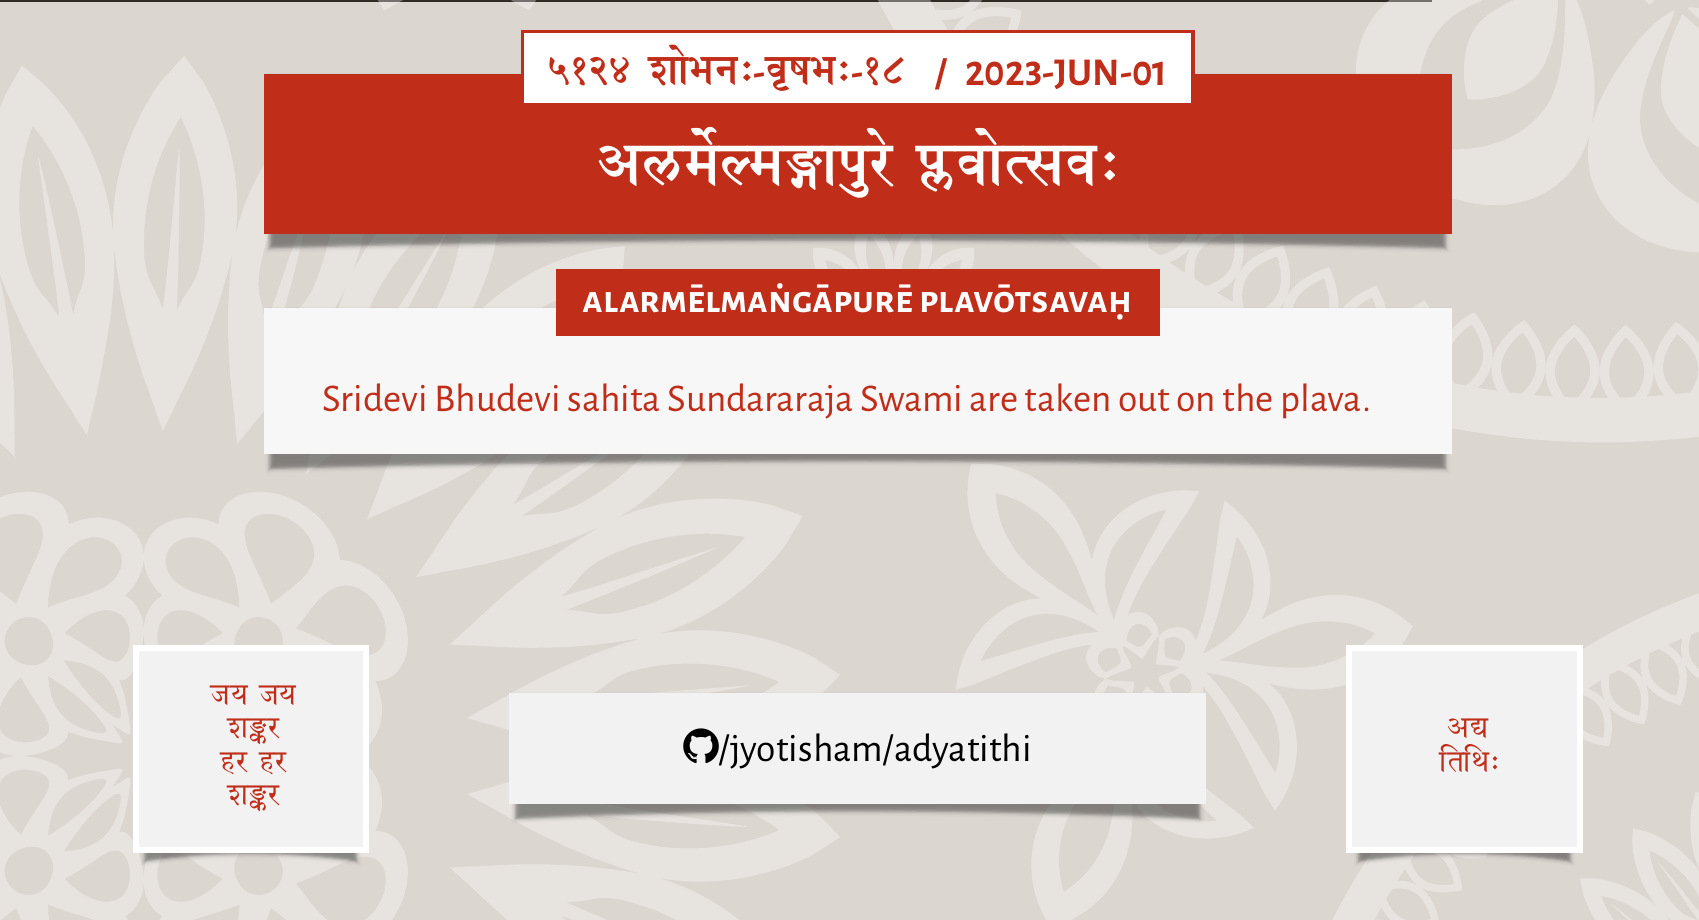 ५१२४ शोभनः-वृषभः-१८ / 2023-JUN-01
अलर्मेल्मङ्गापुरे प्लवोत्सवः
ALARMĒLMAṄGĀPURĒ PLAVŌTSAVAḤ
Sridevi Bhudevi sahita Sundararaja Swami are taken out on the plava.
जय जय
शङ्कर
हर हर
शङ्कर
/jyotisham/adyatithi
अद्य
तिथिः